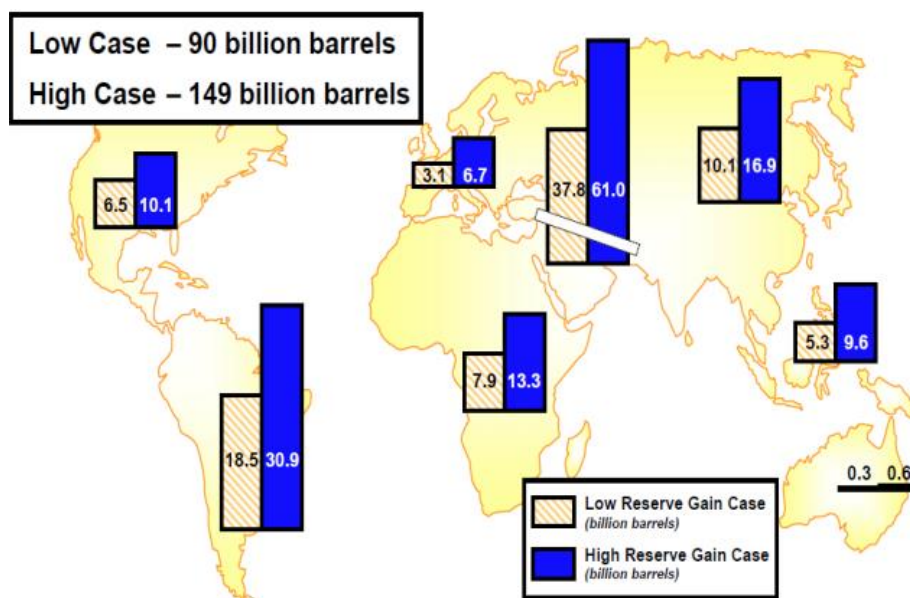 Low Case – 90 billion barrels
High Case – 149 billion barrels
6.5 10.1
3.1 6.7
37.8 61.0
10.1 16.9
18.5 30.9
7.9 13.3
5.3 9.6
0.3 0.6
Low Reserve Gain Case
(billion barrels)
High Reserve Gain Case
(billion barrels)